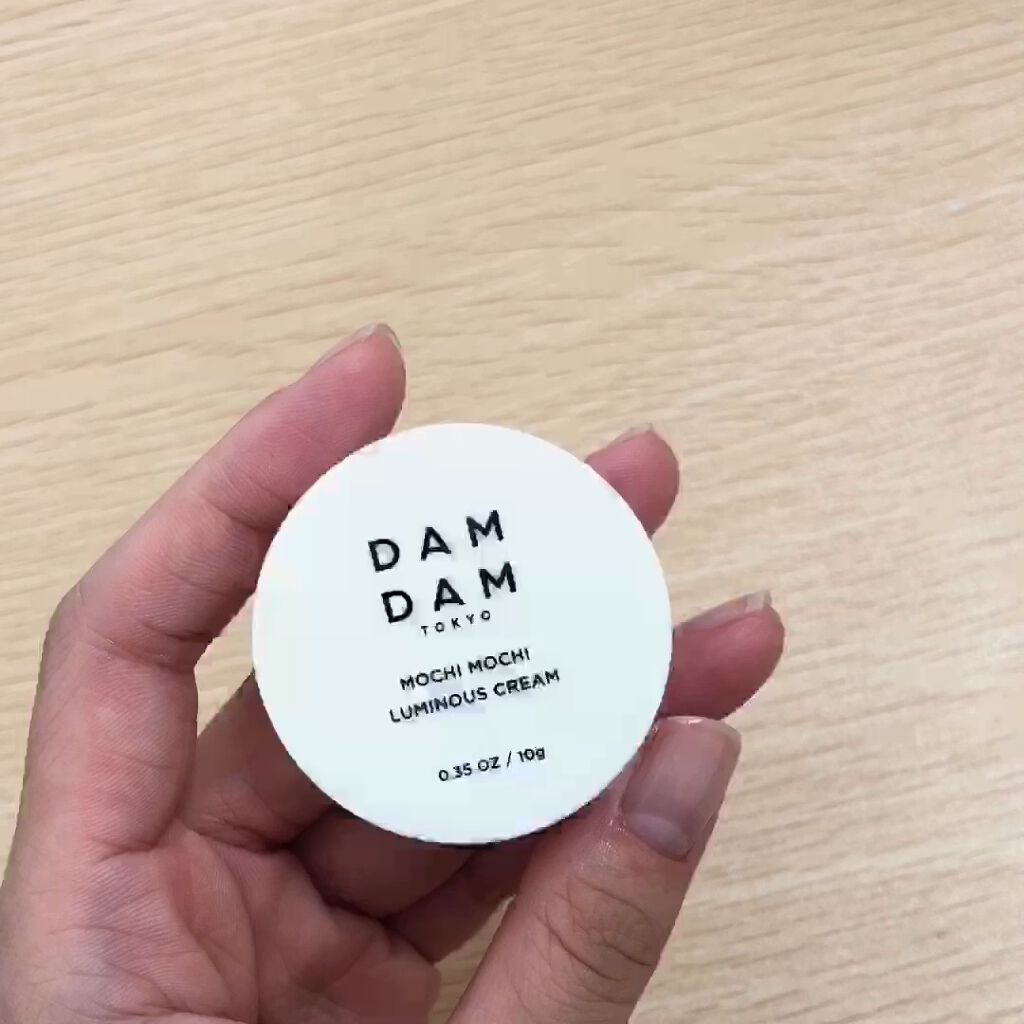 DAM
DAM
TOKYO
MOCHI MOCHI
LUMINOUS CREAM
0.35 OZ / 10g